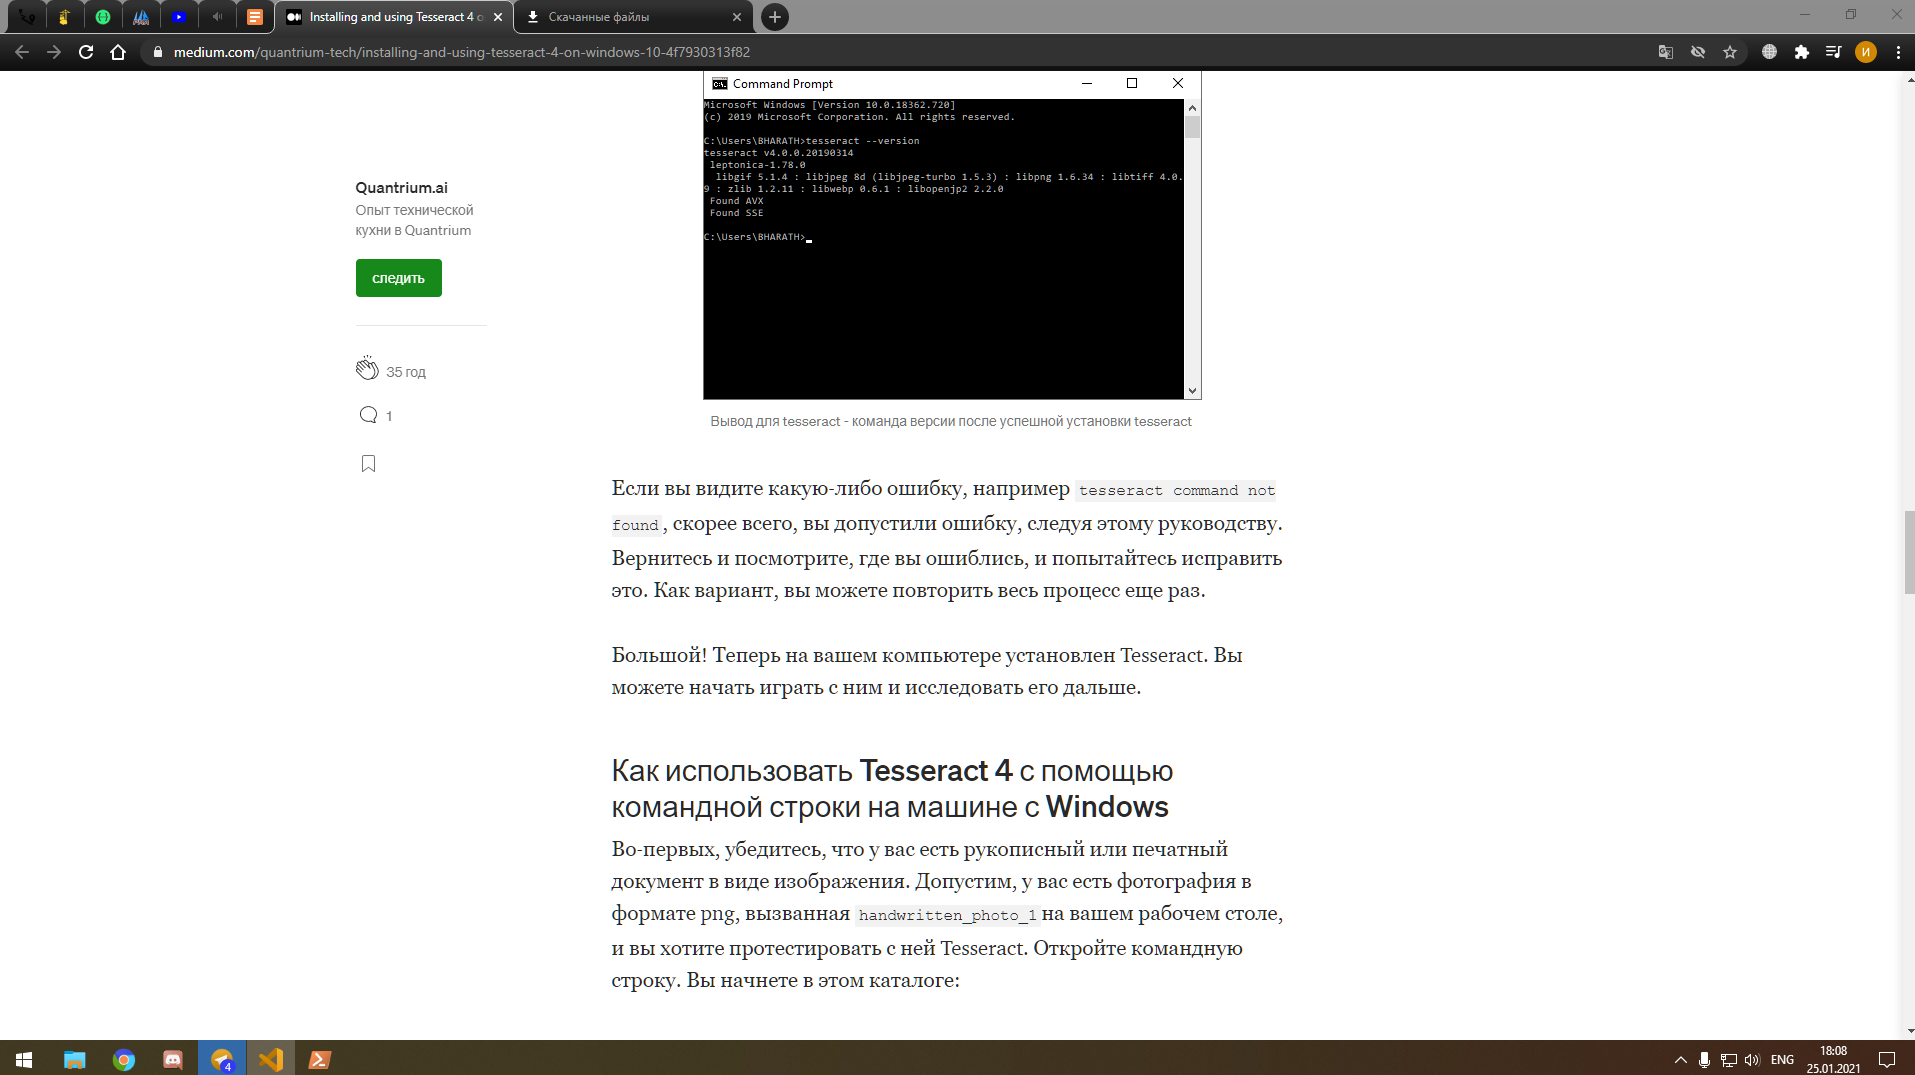 Installing and using Tesseract 4 o
Скачанные файлы
medium.com/quantrium-tech/installing-and-using-tesseract-4-on-windows-10-4f7930313f82
И
Command Prompt
Microsoft Windows [Version 10.0.18362.720]
(c) 2019 Microsoft Corporation. All rights reserved.
C:\Users\BHARATH>tesseract --version
tesseract v4.0.0.20190314
leptonica-1.78.0
libgif 5.1.4 : libjpeg 8d (libjpeg-turbo 1.5.3) : libpng 1.6.34 : libtiff 4.0.
9 : zlib 1.2.11 : libwebp 0.6.1 : libopenjp2 2.2.0
Found AVX
Found SSE
C:\Users\BHARATH>
Quantrium.ai
Опыт технической
кухни в Quantrium
следить
35 год
1
Вывод для tesseract - команда версии после успешной установки tesseract
Если вы видите какую-либо ошибку, например tesseract command not
found, скорее всего, вы допустили ошибку, следуя этому руководству.
Вернитесь и посмотрите, где вы ошиблись, и попытайтесь исправить
это. Как вариант, вы можете повторить весь процесс еще раз.
Большой! Теперь на вашем компьютере установлен Tesseract. Вы
можете начать играть с ним и исследовать его дальше.
Как использовать Tesseract 4 с помощью
командной строки на машине с Windows
Во-первых, убедитесь, что у вас есть рукописный или печатный
документ в виде изображения. Допустим, у вас есть фотография в
формате png, вызванная handwritten_photo_1 на вашем рабочем столе,
и вы хотите протестировать с ней Tesseract. Откройте командную
строку. Вы начнете в этом каталоге:
4
ENG
18:08
25.01.2021